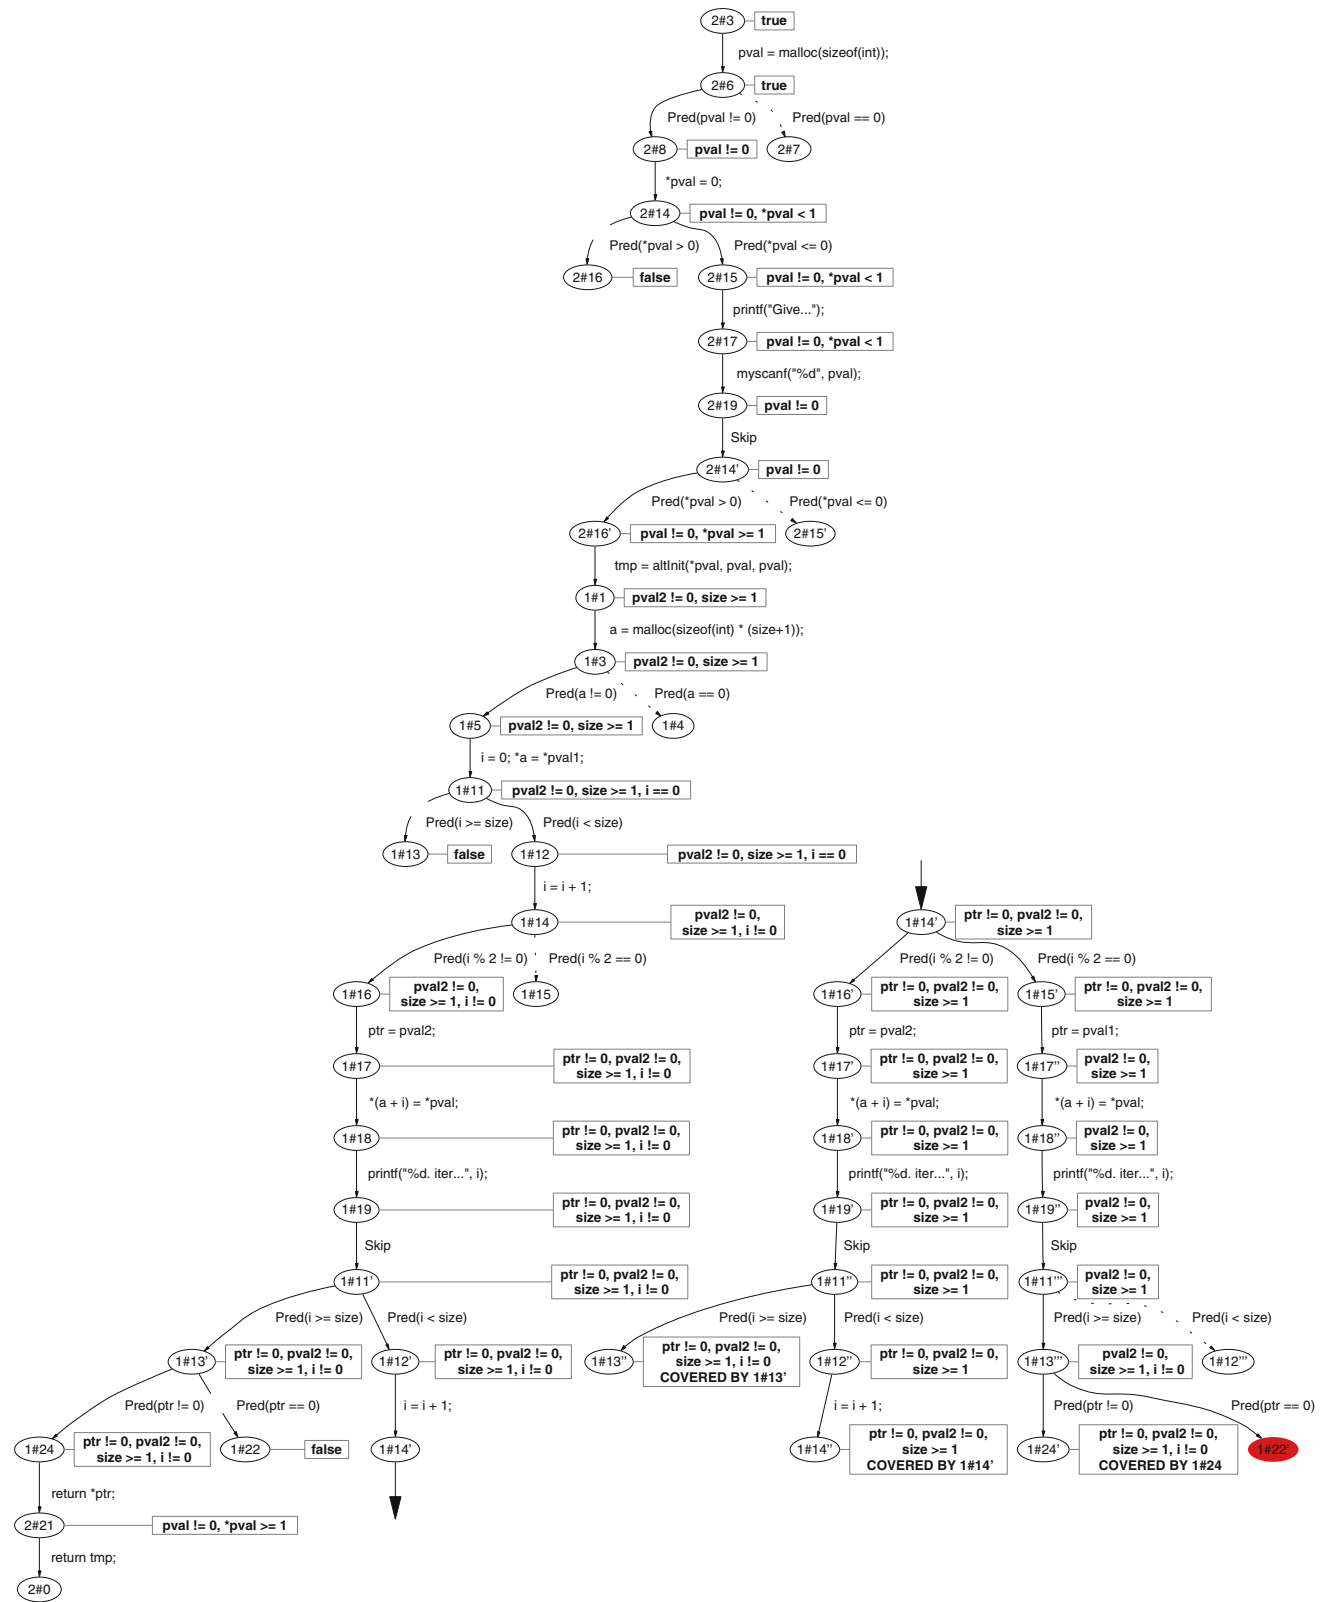 2#3
true
pval = malloc(sizeof(int));
2#6
true
Pred(pval != 0)
Pred(pval == 0)
2#8
pval != 0
2#7
*pval = 0;
2#14
pval != 0, *pval < 1
Pred(*pval > 0)
Pred(*pval <= 0)
2#16
false
2#15
pval != 0, *pval < 1
printf("Give...");
2#17
pval != 0, *pval < 1
myscanf("%d", pval);
2#19
pval != 0
Skip
2#14'
pval != 0
Pred(*pval > 0)
Pred(*pval <= 0)
2#16'
pval != 0, *pval >= 1
2#15'
tmp = altInit(*pval, pval, pval);
1#1
pval2 != 0, size >= 1
a = malloc(sizeof(int) * (size+1));
1#3
pval2 != 0, size >= 1
Pred(a != 0)
Pred(a == 0)
1#5
pval2 != 0, size >= 1
1#4
i = 0; *a = *pval1;
1#11
pval2 != 0, size >= 1, i == 0
Pred(i >= size)
Pred(i < size)
1#13
false
1#12
pval2 != 0, size >= 1, i == 0
i = i + 1;
1#14
pval2 != 0,
size >= 1, i != 0
Pred(i % 2 != 0)
Pred(i % 2 == 0)
1#16
pval2 != 0,
size >= 1, i != 0
1#15
ptr = pval2;
1#17
ptr != 0, pval2 != 0,
size >= 1, i != 0
*(a + i) = *pval;
1#18
ptr != 0, pval2 != 0,
size >= 1, i != 0
printf("%d. iter...", i);
1#19
ptr != 0, pval2 != 0,
size >= 1, i != 0
Skip
1#11'
ptr != 0, pval2 != 0,
size >= 1, i != 0
Pred(i >= size)
Pred(i < size)
1#13'
ptr != 0, pval2 != 0,
size >= 1, i != 0
1#12'
ptr != 0, pval2 != 0,
size >= 1, i != 0
Pred(ptr != 0)
Pred(ptr == 0)
i = i + 1;
1#24
ptr != 0, pval2 != 0,
size >= 1, i != 0
1#22
false
1#14'
return *ptr;
2#21
pval != 0, *pval >= 1
return tmp;
2#0
1#14'
ptr != 0, pval2 != 0,
size >= 1
Pred(i % 2 != 0)
Pred(i % 2 == 0)
1#16'
ptr != 0, pval2 != 0,
size >= 1
1#15'
ptr != 0, pval2 != 0,
size >= 1
ptr = pval2;
ptr = pval1;
1#17'
ptr != 0, pval2 != 0,
size >= 1
1#17''
pval2 != 0,
size >= 1
*(a + i) = *pval;
*(a + i) = *pval;
1#18'
ptr != 0, pval2 != 0,
size >= 1
1#18''
pval2 != 0,
size >= 1
printf("%d. iter...", i);
printf("%d. iter...", i);
1#19'
ptr != 0, pval2 != 0,
size >= 1
1#19''
pval2 != 0,
size >= 1
Skip
Skip
1#11''
ptr != 0, pval2 != 0,
size >= 1
1#11'''
pval2 != 0,
size >= 1
Pred(i >= size)
Pred(i < size)
Pred(i >= size)
Pred(i < size)
1#13''
ptr != 0, pval2 != 0,
size >= 1, i != 0
COVERED BY 1#13'
1#12''
ptr != 0, pval2 != 0,
size >= 1
1#13'''
pval2 != 0,
size >= 1, i != 0
1#12'''
i = i + 1;
Pred(ptr != 0)
Pred(ptr == 0)
1#14''
ptr != 0, pval2 != 0,
size >= 1
COVERED BY 1#14'
1#24'
ptr != 0, pval2 != 0,
size >= 1, i != 0
COVERED BY 1#24
1#22'